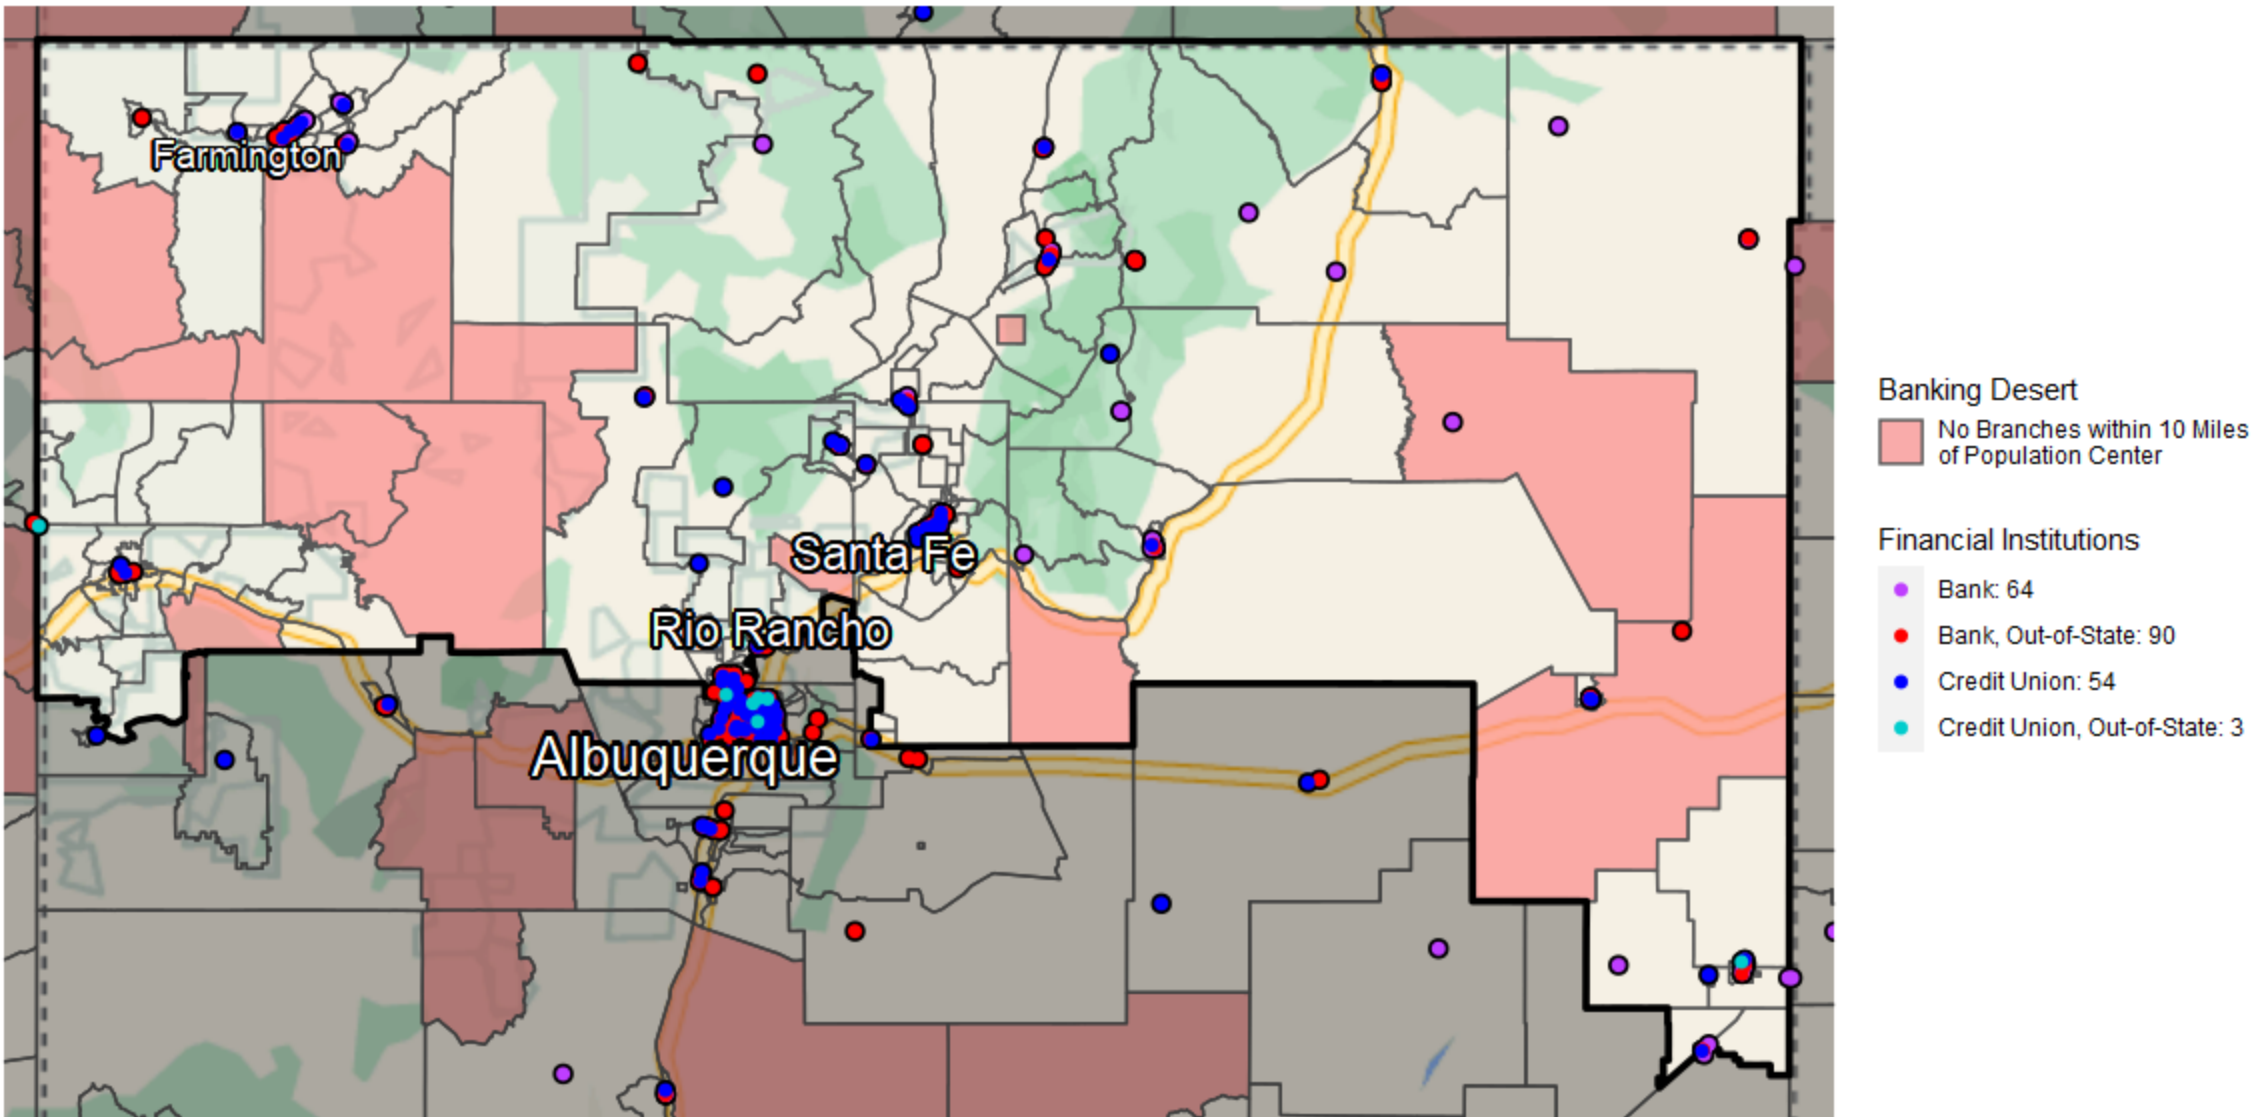 Farmington
Santa Fe
Rio Rancho
Albuquerque
Banking Desert
No Branches within 10 Miles
of Population Center
Financial Institutions
Bank: 64
Bank, Out-of-State: 90
Credit Union: 54
Credit Union, Out-of-State: 3